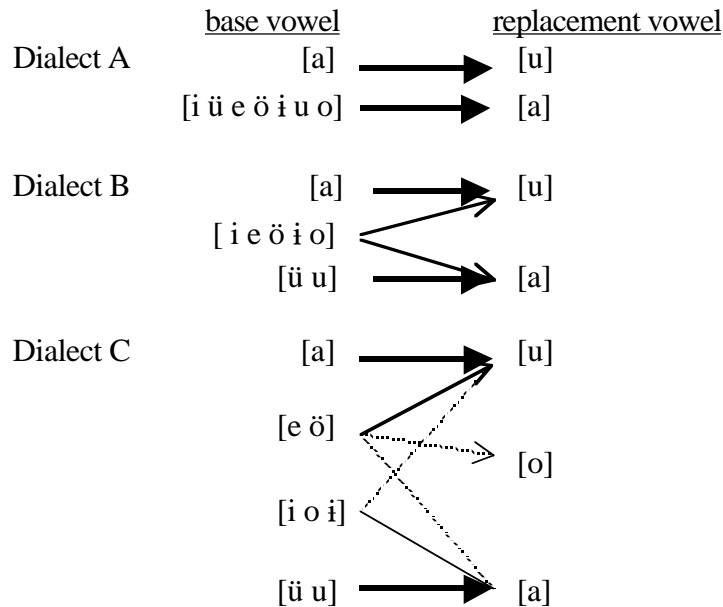 base vowel replacement vowel
Dialect A [a] [u]
[i ü e ö ɨ u o] [a]
Dialect B [a] [u]
[ i e ö ɨ o]
[ü u] [a]
Dialect C [a] [u]
[e ö]
[o]
[i o ɨ]
[ü u] [a]